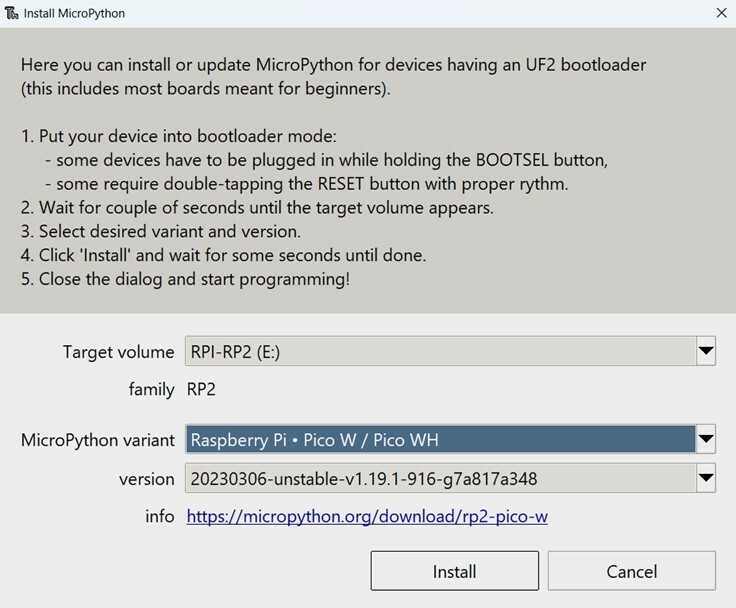 Install MicroPython
Here you can install or update MicroPython for devices having an UF2 bootloader
(this includes most boards meant for beginners).
1. Put your device into bootloader mode:
- some devices have to be plugged in while holding the BOOTSEL button,
- some require double-tapping the RESET button with proper rythm.
2. Wait for couple of seconds until the target volume appears.
3. Select desired variant and version.
4. Click 'Install' and wait for some seconds until done.
5. Close the dialog and start programming!
Target volume RPI-RP2 (E:)
family RP2
MicroPython variant Raspberry Pi • Pico W / Pico WH
version 20230306-unstable-v1.19.1-916-g7a817a348
info https://micropython.org/download/rp2-pico-w
Install Cancel